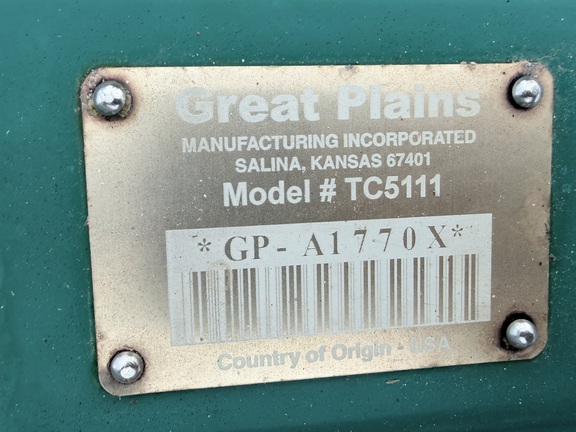 Great Plains
MANUFACTURING INCORPORATED
SALINA, KANSAS 67401
Model # TC5111
*GP- A1770X*
Country of Origin - USA